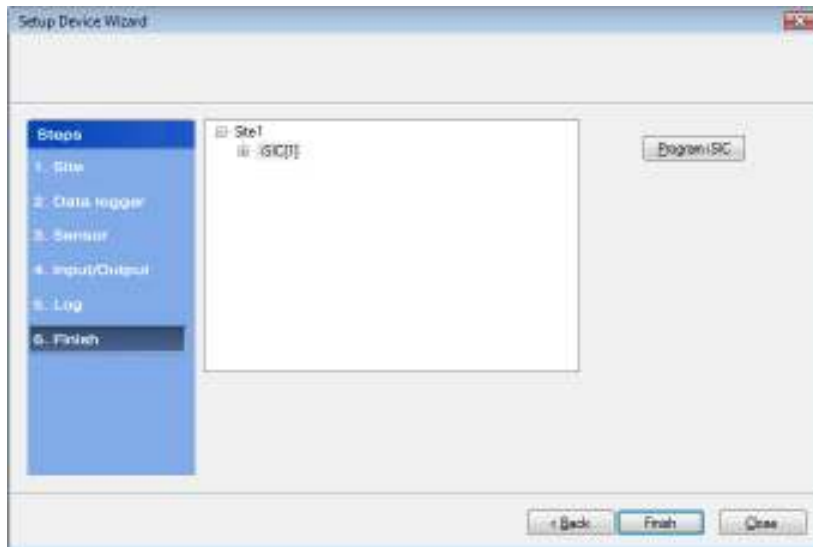 Setup Device Wizard
Steps
1. Site
2. Data logger
3. Sensor
4. Input/Output
5. Log
6. Finish
Site1
iSIC[1]
Program iSIC
< Back
Finish
Close